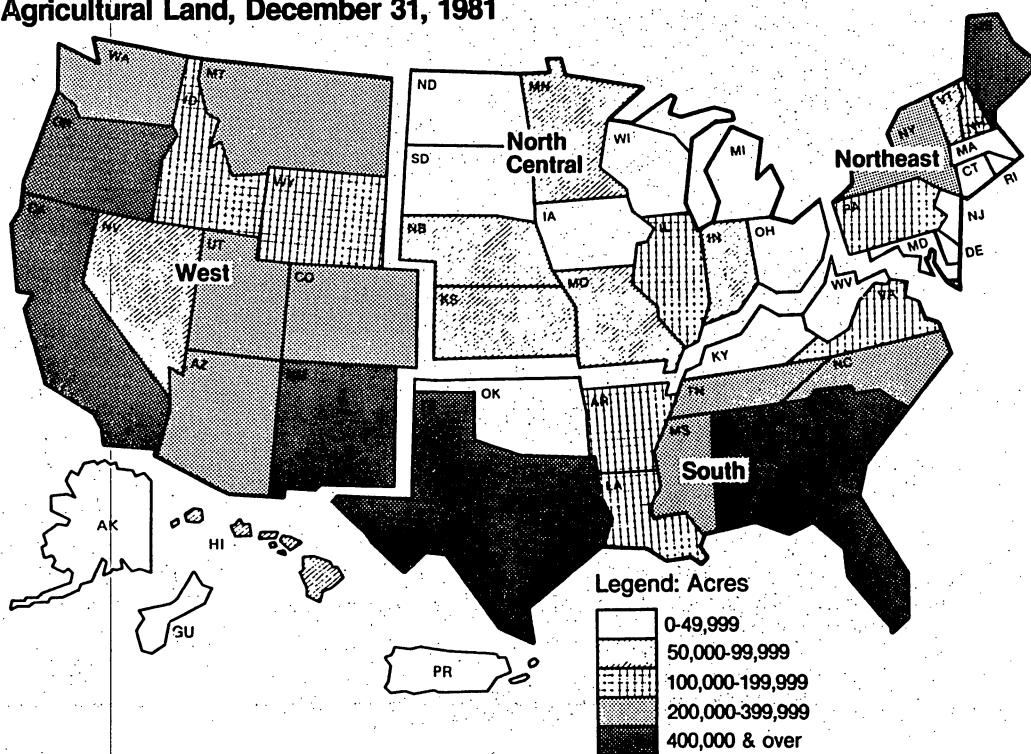 Agricultural Land, December 31, 1981
WA
MT
ND
MN
ID
OR
WY
SD
North
Central
WI
MI
VT
NY
Northeast
MA
CT
RI
NV
UT
West
CO
NB
IA
IL
IN
OH
PA
NJ
MD
DE
KS
MO
WV
VA
KY
AZ
OK
AR
TN
NC
MS
South
LA
AK
HI
GU
PR
Legend: Acres
0-49,999
50,000-99,999
100,000-199,999
200,000-399,999
400,000 & over